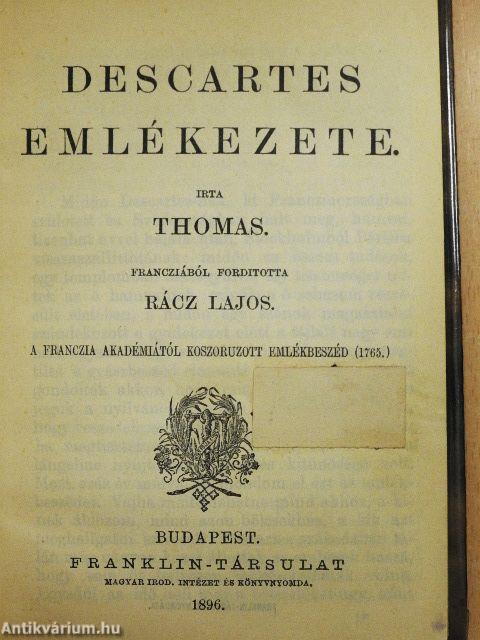 DESCARTES
EMLÉKEZETE.
IRTA
THOMAS.
FRANCZIÁBÓL FORDITOTTA
RÁCZ LAJOS.
A FRANCZIA AKADÉMIÁTÓL KOSZORUZOTT EMLÉKBESZÉD (1765.)
BUDAPEST.
FRANKLIN-TÁRSULAT
MAGYAR IROD. INTÉZET ÉS KÖNYVNYOMDA.
1896.
Antikvárium.hu